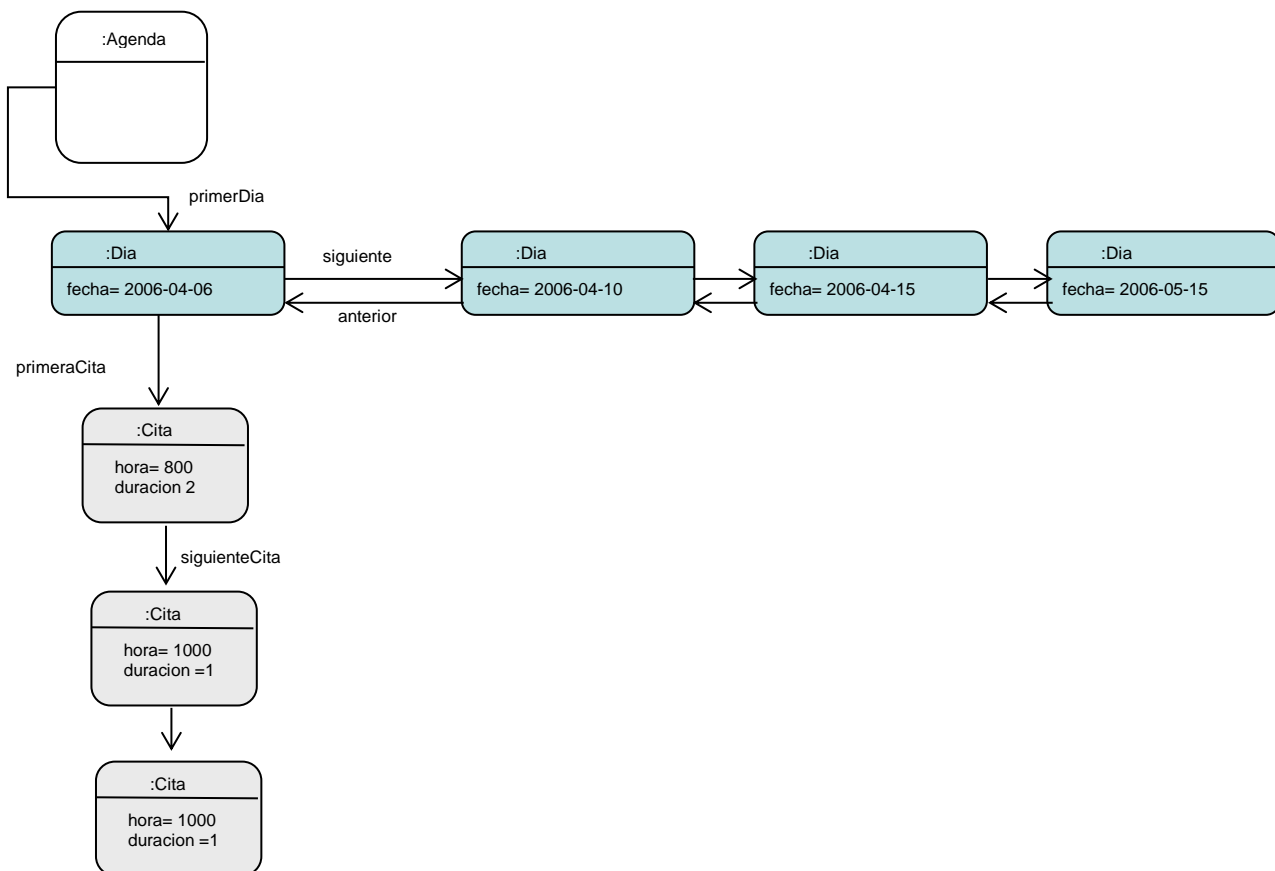 :Agenda
primerDia
:Dia
fecha= 2006-04-06
siguiente
anterior
:Dia
fecha= 2006-04-10
:Dia
fecha= 2006-04-15
:Dia
fecha= 2006-05-15
primeraCita
:Cita
hora= 800
duracion 2
siguienteCita
:Cita
hora= 1000
duracion =1
:Cita
hora= 1000
duracion =1